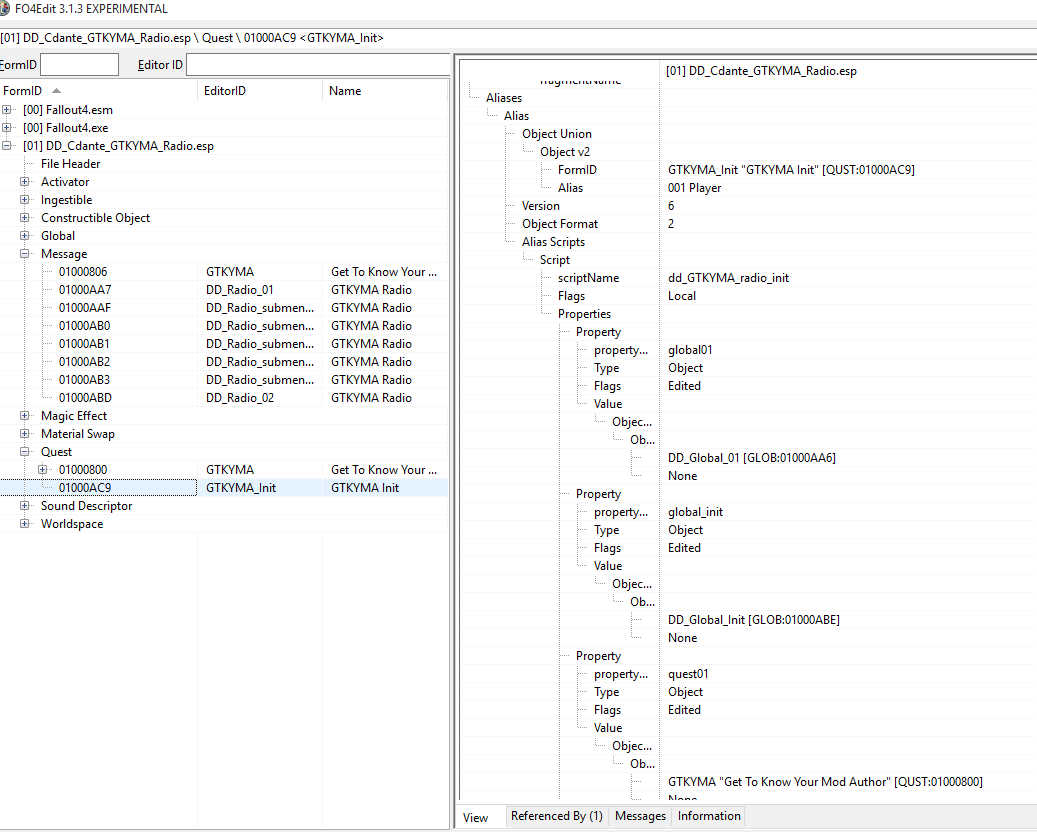 FO4Edit 3.1.3 EXPERIMENTAL
[01] DD_Cdante_GTKYMA_Radio.esp \ Quest \ 01000AC9 <GTKYMA_Init>
FormID Editor ID
FormID EditorID Name
[00] Fallout4.esm
[00] Fallout4.exe
[01] DD_Cdante_GTKYMA_Radio.esp
File Header
Activator
Ingestible
Constructible Object
Global
Message
01000806 GTKYMA Get To Know Your ...
01000AA7 DD_Radio_01 GTKYMA Radio
01000AAF DD_Radio_submen... GTKYMA Radio
01000AB0 DD_Radio_submen... GTKYMA Radio
01000AB1 DD_Radio_submen... GTKYMA Radio
01000AB2 DD_Radio_submen... GTKYMA Radio
01000AB3 DD_Radio_submen... GTKYMA Radio
01000ABD DD_Radio_02 GTKYMA Radio
Magic Effect
Material Swap
Quest
01000800 GTKYMA Get To Know Your ...
01000AC9 GTKYMA_Init GTKYMA Init
Sound Descriptor
Worldspace
[01] DD_Cdante_GTKYMA_Radio.esp
fragmentName
Aliases
Alias
Object Union
Object v2
FormID GTKYMA_Init "GTKYMA Init" [QUST:01000AC9]
Alias 001 Player
Version 6
Object Format 2
Alias Scripts
Script
scriptName dd_GTKYMA_radio_init
Flags Local
Properties
Property
property... global01
Type Object
Flags Edited
Value
Objec...
Ob...
DD_Global_01 [GLOB:01000AA6]
None
Property
property... global_init
Type Object
Flags Edited
Value
Objec...
Ob...
DD_Global_Init [GLOB:01000ABE]
None
Property
property... quest01
Type Object
Flags Edited
Value
Objec...
Ob...
GTKYMA "Get To Know Your Mod Author" [QUST:01000800]
None
View Referenced By (1) Messages Information